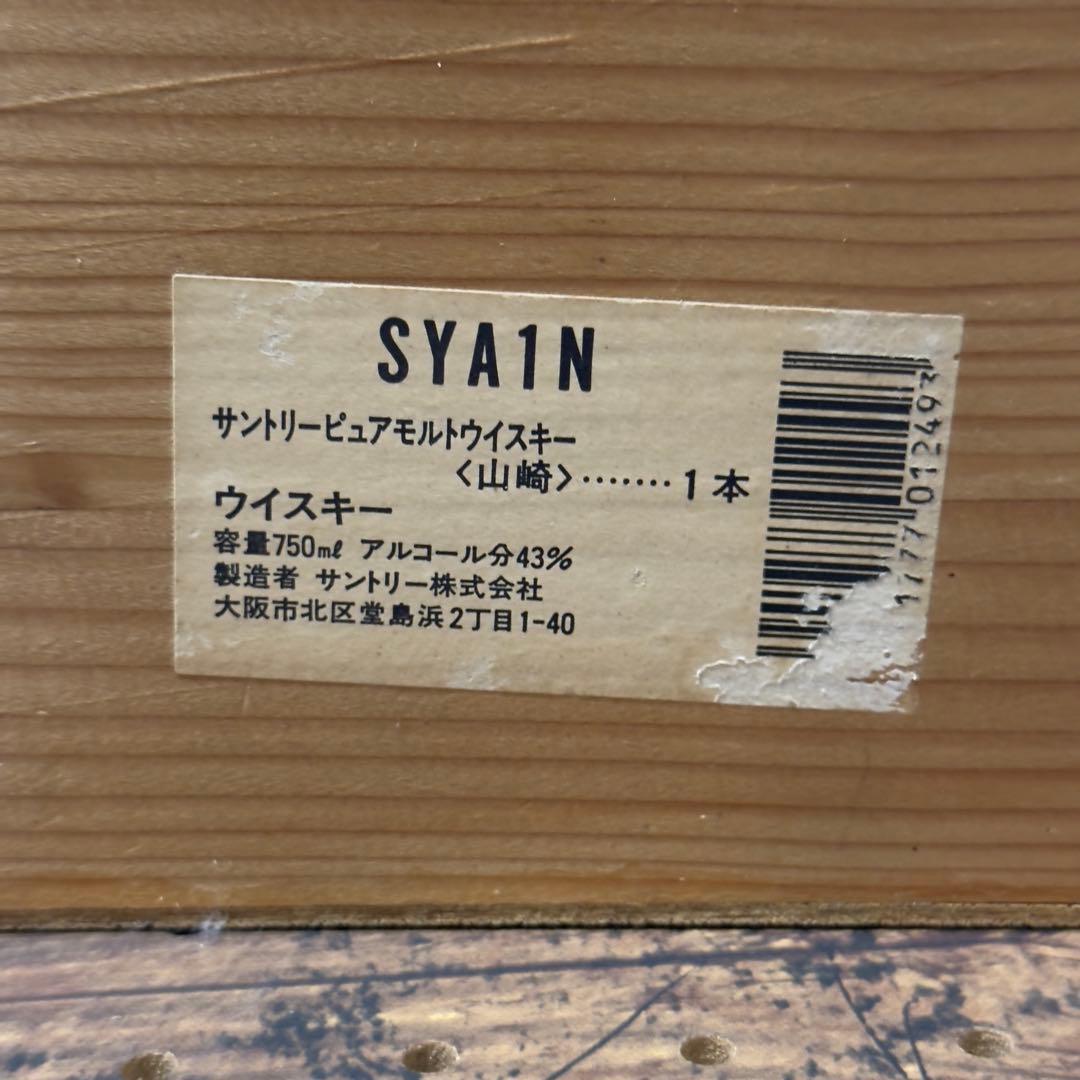 SYA1N
サントリーピュアモルトウイスキー
〈山崎〉‥‥‥‥1本
ウイスキー
容量750mℓ アルコール分43%
製造者 サントリー株式会社
大阪市北区堂島浜2丁目1-40
1777 012493